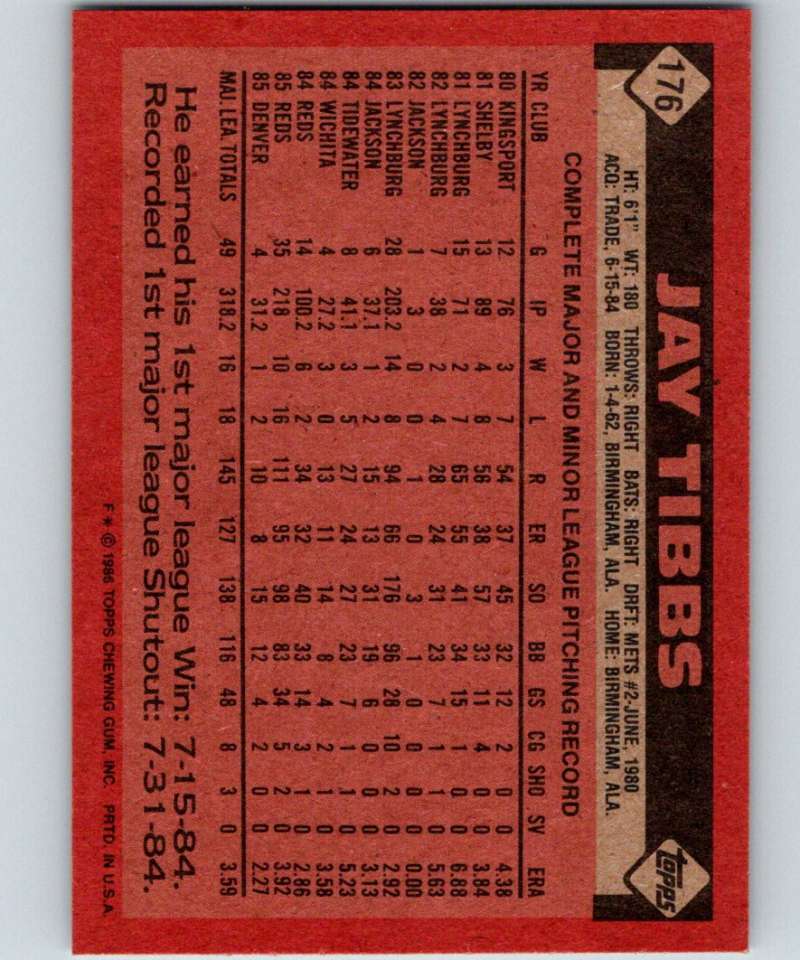 176
JAY TIBBS
topps
HT: 6'1" WT: 180 THROWS: RIGHT BATS: RIGHT DRFT: METS #2-JUNE, 1980
ACQ: TRADE, 6-15-84 BORN: 1-4-62, BIRMINGHAM, ALA. HOME: BIRMINGHAM, ALA.
COMPLETE MAJOR AND MINOR LEAGUE PITCHING RECORD
YR CLUB G IP W L R ER SO BB GS CG SHO SV ERA
80 KINGSPORT 12 76 3 7 54 37 45 32 12 2 0 0 4.38
81 SHELBY 13 89 4 8 56 38 57 33 11 4 0 0 3.84
81 LYNCHBURG 15 71 2 7 65 55 41 34 15 1 0 0 6.88
82 LYNCHBURG 7 38 2 4 28 24 31 23 7 1 1 0 5.63
82 JACKSON 1 3 0 0 1 0 3 1 0 0 0 0 0.00
83 LYNCHBURG 28 203.2 14 8 94 66 176 96 28 10 2 0 2.92
84 JACKSON 6 37.1 1 2 15 13 31 19 6 0 0 0 3.13
84 TIDEWATER 8 41.1 3 5 27 24 27 23 7 1 1 0 5.23
84 WICHITA 4 27.2 3 0 13 11 14 8 4 2 1 0 3.58
84 REDS 14 100.2 6 2 34 32 40 33 14 3 1 0 2.86
85 REDS 35 218 10 16 111 95 98 83 34 5 2 0 3.92
85 DENVER 4 31.2 1 2 10 8 15 12 4 2 0 0 2.27
MAJ. LEA. TOTALS 49 318.2 16 18 145 127 138 116 48 8 3 0 3.59
He earned his 1st major league Win: 7-15-84.
Recorded 1st major league Shutout: 7-31-84.
F* © 1986 TOPPS CHEWING GUM, INC. PRTD. IN U.S.A.